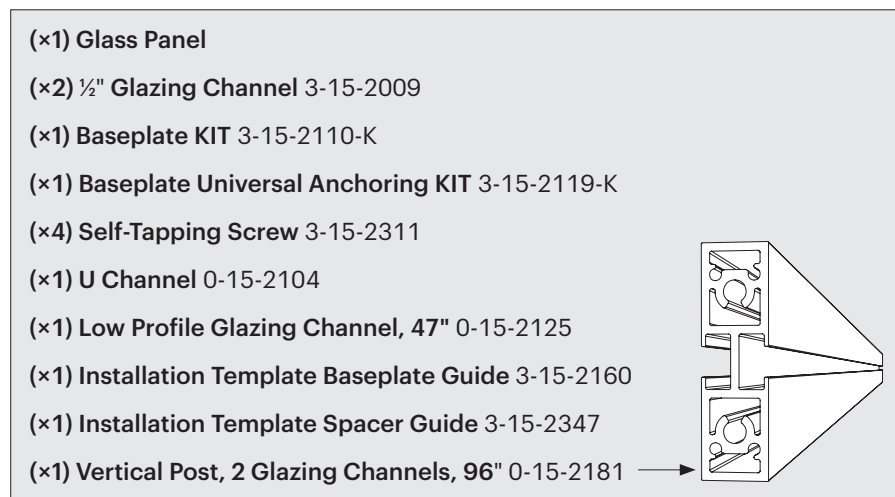 (×1) Glass Panel
(×2) ½" Glazing Channel 3-15-2009
(×1) Baseplate KIT 3-15-2110-K
(×1) Baseplate Universal Anchoring KIT 3-15-2119-K
(×4) Self-Tapping Screw 3-15-2311
(×1) U Channel 0-15-2104
(×1) Low Profile Glazing Channel, 47" 0-15-2125
(×1) Installation Template Baseplate Guide 3-15-2160
(×1) Installation Template Spacer Guide 3-15-2347
(×1) Vertical Post, 2 Glazing Channels, 96" 0-15-2181